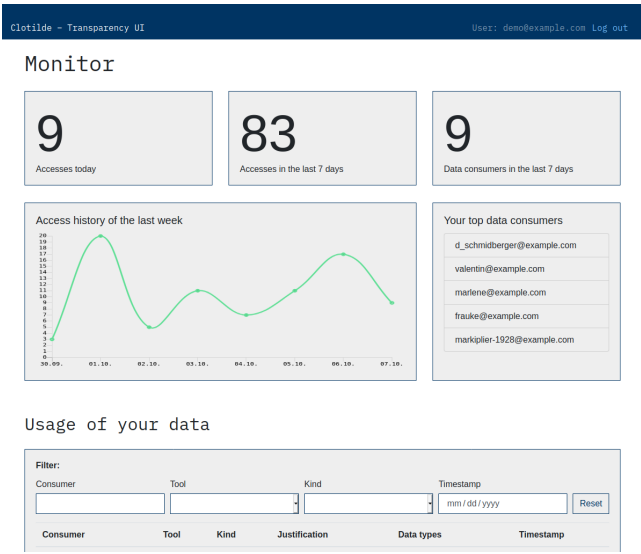 Clotilde – Transparency UI
User: demo@example.com Log out
Monitor
9
Accesses today
83
Accesses in the last 7 days
9
Data consumers in the last 7 days
Access history of the last week
20
19
18
17
16
15
14
13
12
11
10
9
8
7
6
5
4
3
2
1
0
30.09. 01.10. 02.10. 03.10. 04.10. 05.10. 06.10. 07.10.
Your top data consumers
d_schmidberger@example.com
valentin@example.com
marlene@example.com
frauke@example.com
markiplier-1928@example.com
Usage of your data
Filter:
Consumer Tool Kind Timestamp
mm / dd / yyyy Reset
Consumer Tool Kind Justification Data types Timestamp